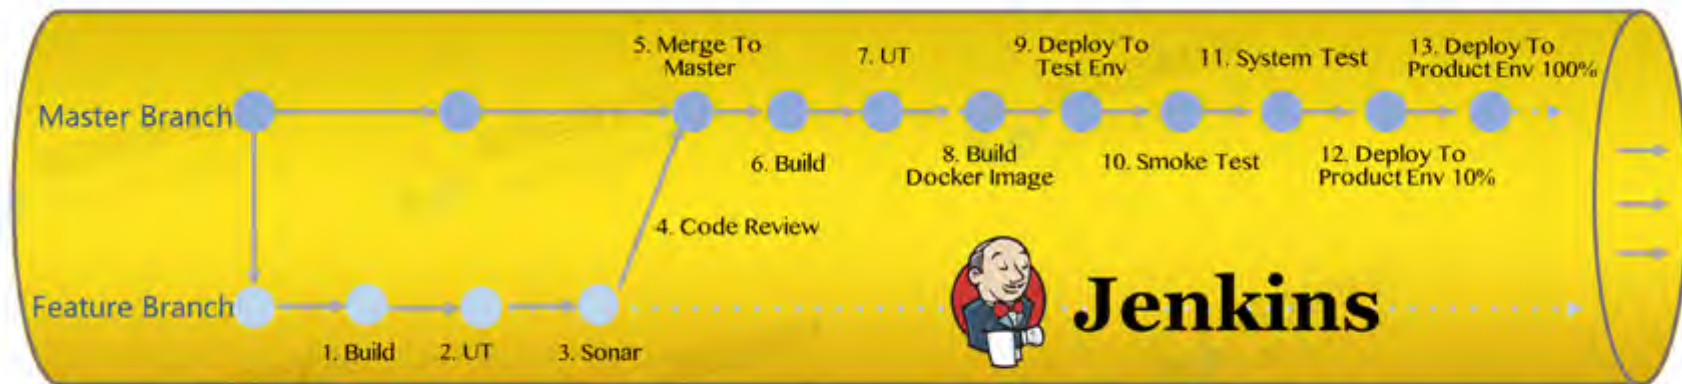 5. Merge To
Master
7. UT
9. Deploy To
Test Env
11. System Test
13. Deploy To
Product Env 100%
Master Branch
6. Build
8. Build
Docker Image
10. Smoke Test
12. Deploy To
Product Env 10%
4. Code Review
Feature Branch
Jenkins
1. Build
2. UT
3. Sonar